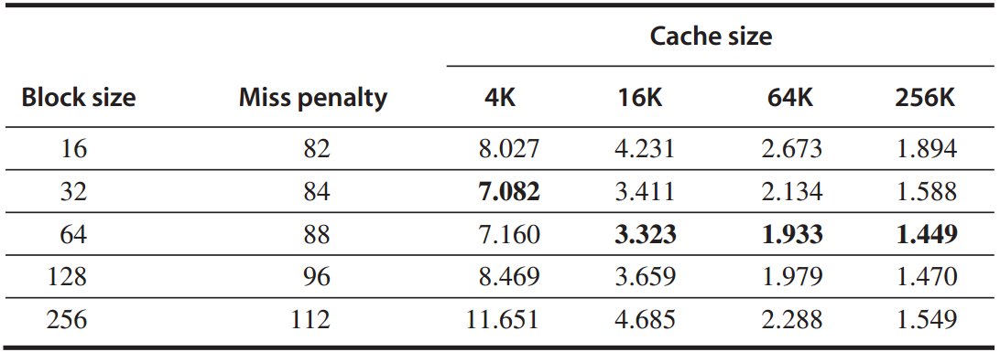 Cache size
Block size Miss penalty 4K 16K 64K 256K
16 82 8.027 4.231 2.673 1.894
32 84 7.082 3.411 2.134 1.588
64 88 7.160 3.323 1.933 1.449
128 96 8.469 3.659 1.979 1.470
256 112 11.651 4.685 2.288 1.549